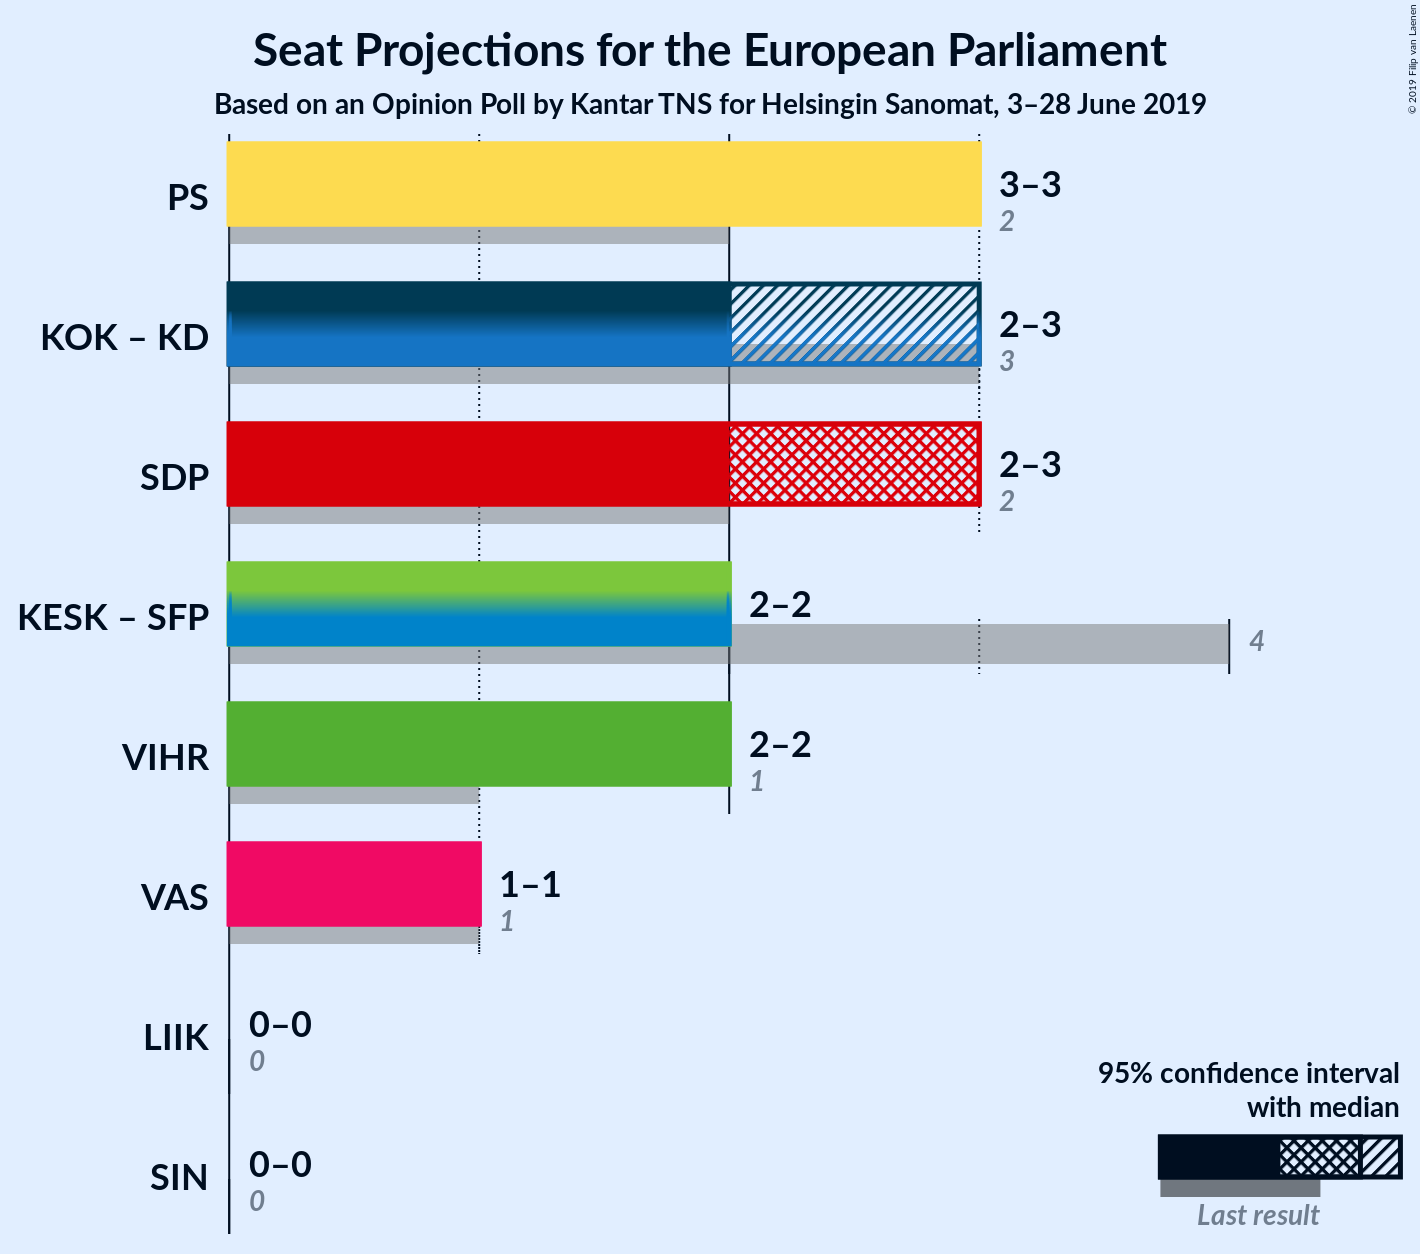 Seat Projections for the European Parliament
Based on an Opinion Poll by Kantar TNS for Helsingin Sanomat, 3–28 June 2019
© 2019 Filip van Laenen
PS
3–3
2
KOK – KD
2–3
3
SDP
2–3
2
KESK – SFP
2–2
4
VIHR
2–2
1
VAS
1–1
1
LIIK
0–0
0
SIN
0–0
0
95% confidence interval
with median
Last result